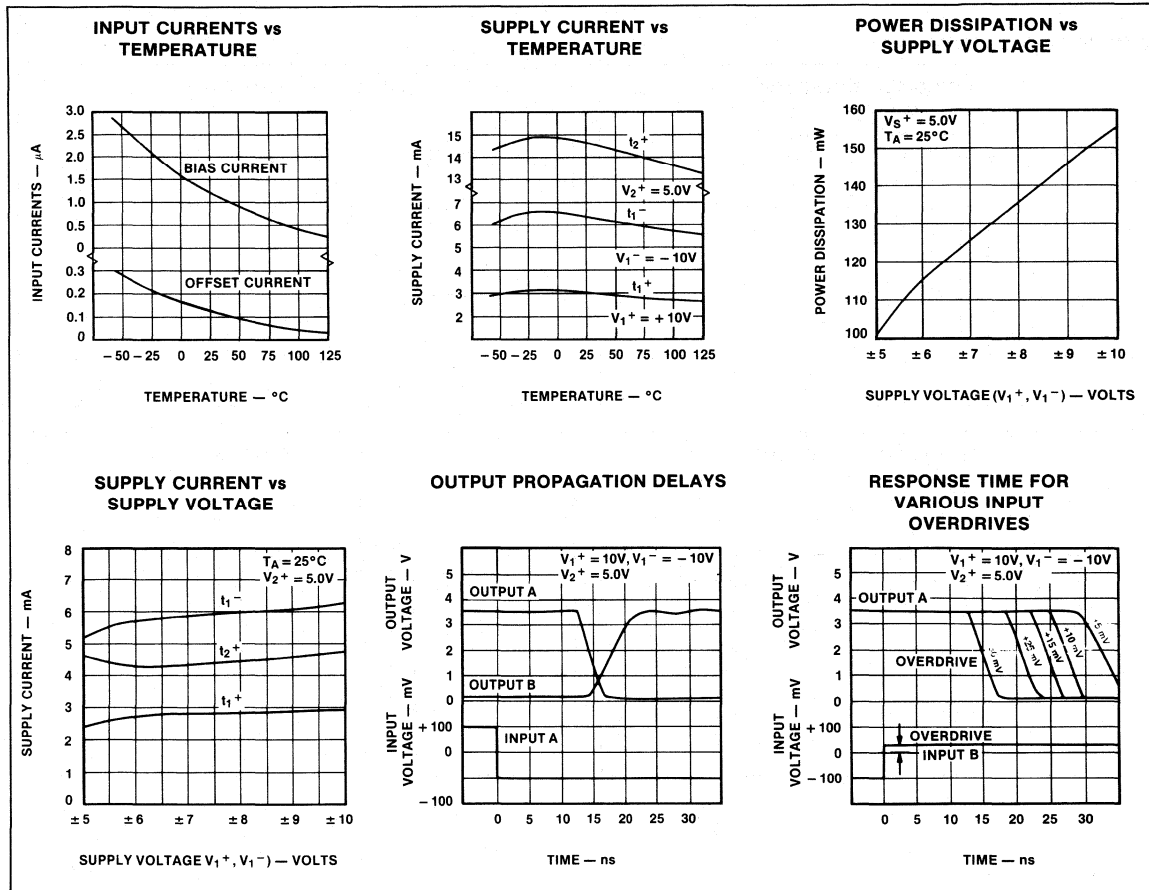 INPUT CURRENTS vs
TEMPERATURE
3.0
2.5
2.0
1.5
1.0
0.5
0
0.3
0.2
0.1
0
INPUT CURRENTS — μA
BIAS CURRENT
OFFSET CURRENT
−50 −25 0 25 50 75 100 125
TEMPERATURE — °C
SUPPLY CURRENT vs
TEMPERATURE
15
14
13
7
6
5
4
3
2
SUPPLY CURRENT — mA
t2+
V2+ = 5.0V
t1−
V1− = −10V
t1+
V1+ = +10V
−50 −25 0 25 50 75 100 125
TEMPERATURE — °C
POWER DISSIPATION vs
SUPPLY VOLTAGE
160
150
140
130
120
110
100
POWER DISSIPATION — mW
VS+ = 5.0V
TA = 25°C
±5 ±6 ±7 ±8 ±9 ±10
SUPPLY VOLTAGE (V1+, V1−) — VOLTS
SUPPLY CURRENT vs
SUPPLY VOLTAGE
8
7
6
5
4
3
2
1
0
SUPPLY CURRENT — mA
TA = 25°C
V2+ = 5.0V
t1−
t2+
t1+
±5 ±6 ±7 ±8 ±9 ±10
SUPPLY VOLTAGE V1+, V1−) — VOLTS
OUTPUT PROPAGATION DELAYS
OUTPUT
VOLTAGE — V
5
4
3
2
1
0
V1+ = 10V, V1− = −10V
V2+ = 5.0V
OUTPUT A
OUTPUT B
INPUT
VOLTAGE — mV
+100
0
−100
INPUT A
0 5 10 15 20 25 30
TIME — ns
RESPONSE TIME FOR
VARIOUS INPUT
OVERDRIVES
OUTPUT
VOLTAGE — V
5
4
3
2
1
0
V1+ = 10V, V1− = −10V
V2+ = 5.0V
OUTPUT A
OVERDRIVE
+25 mV
+15 mV
+10 mV
+5 mV
INPUT
VOLTAGE — mV
+100
0
−100
OVERDRIVE
INPUT B
0 5 10 15 20 25 30
TIME — ns